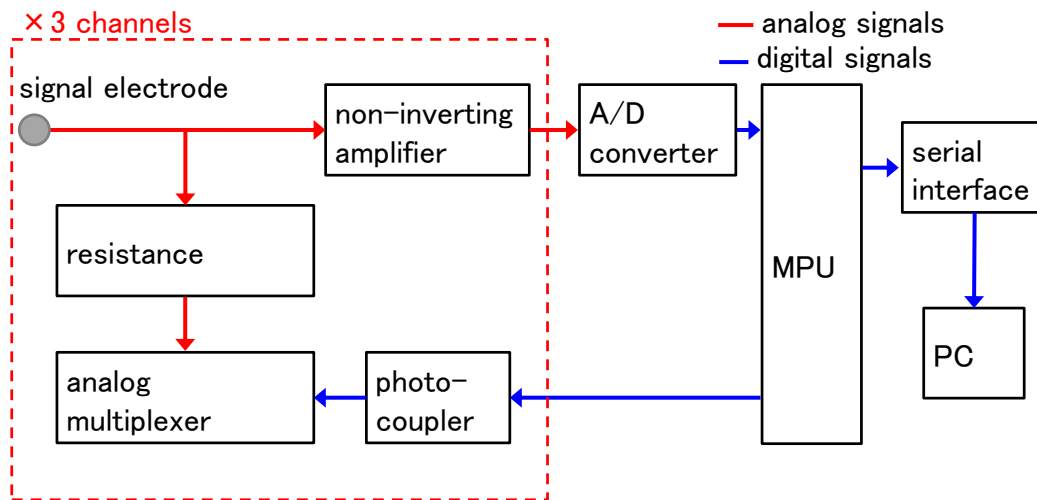 ×3 channels
analog signals
digital signals
signal electrode
non-inverting
amplifier
A/D
converter
serial
interface
resistance
MPU
PC
analog
multiplexer
photo-
coupler